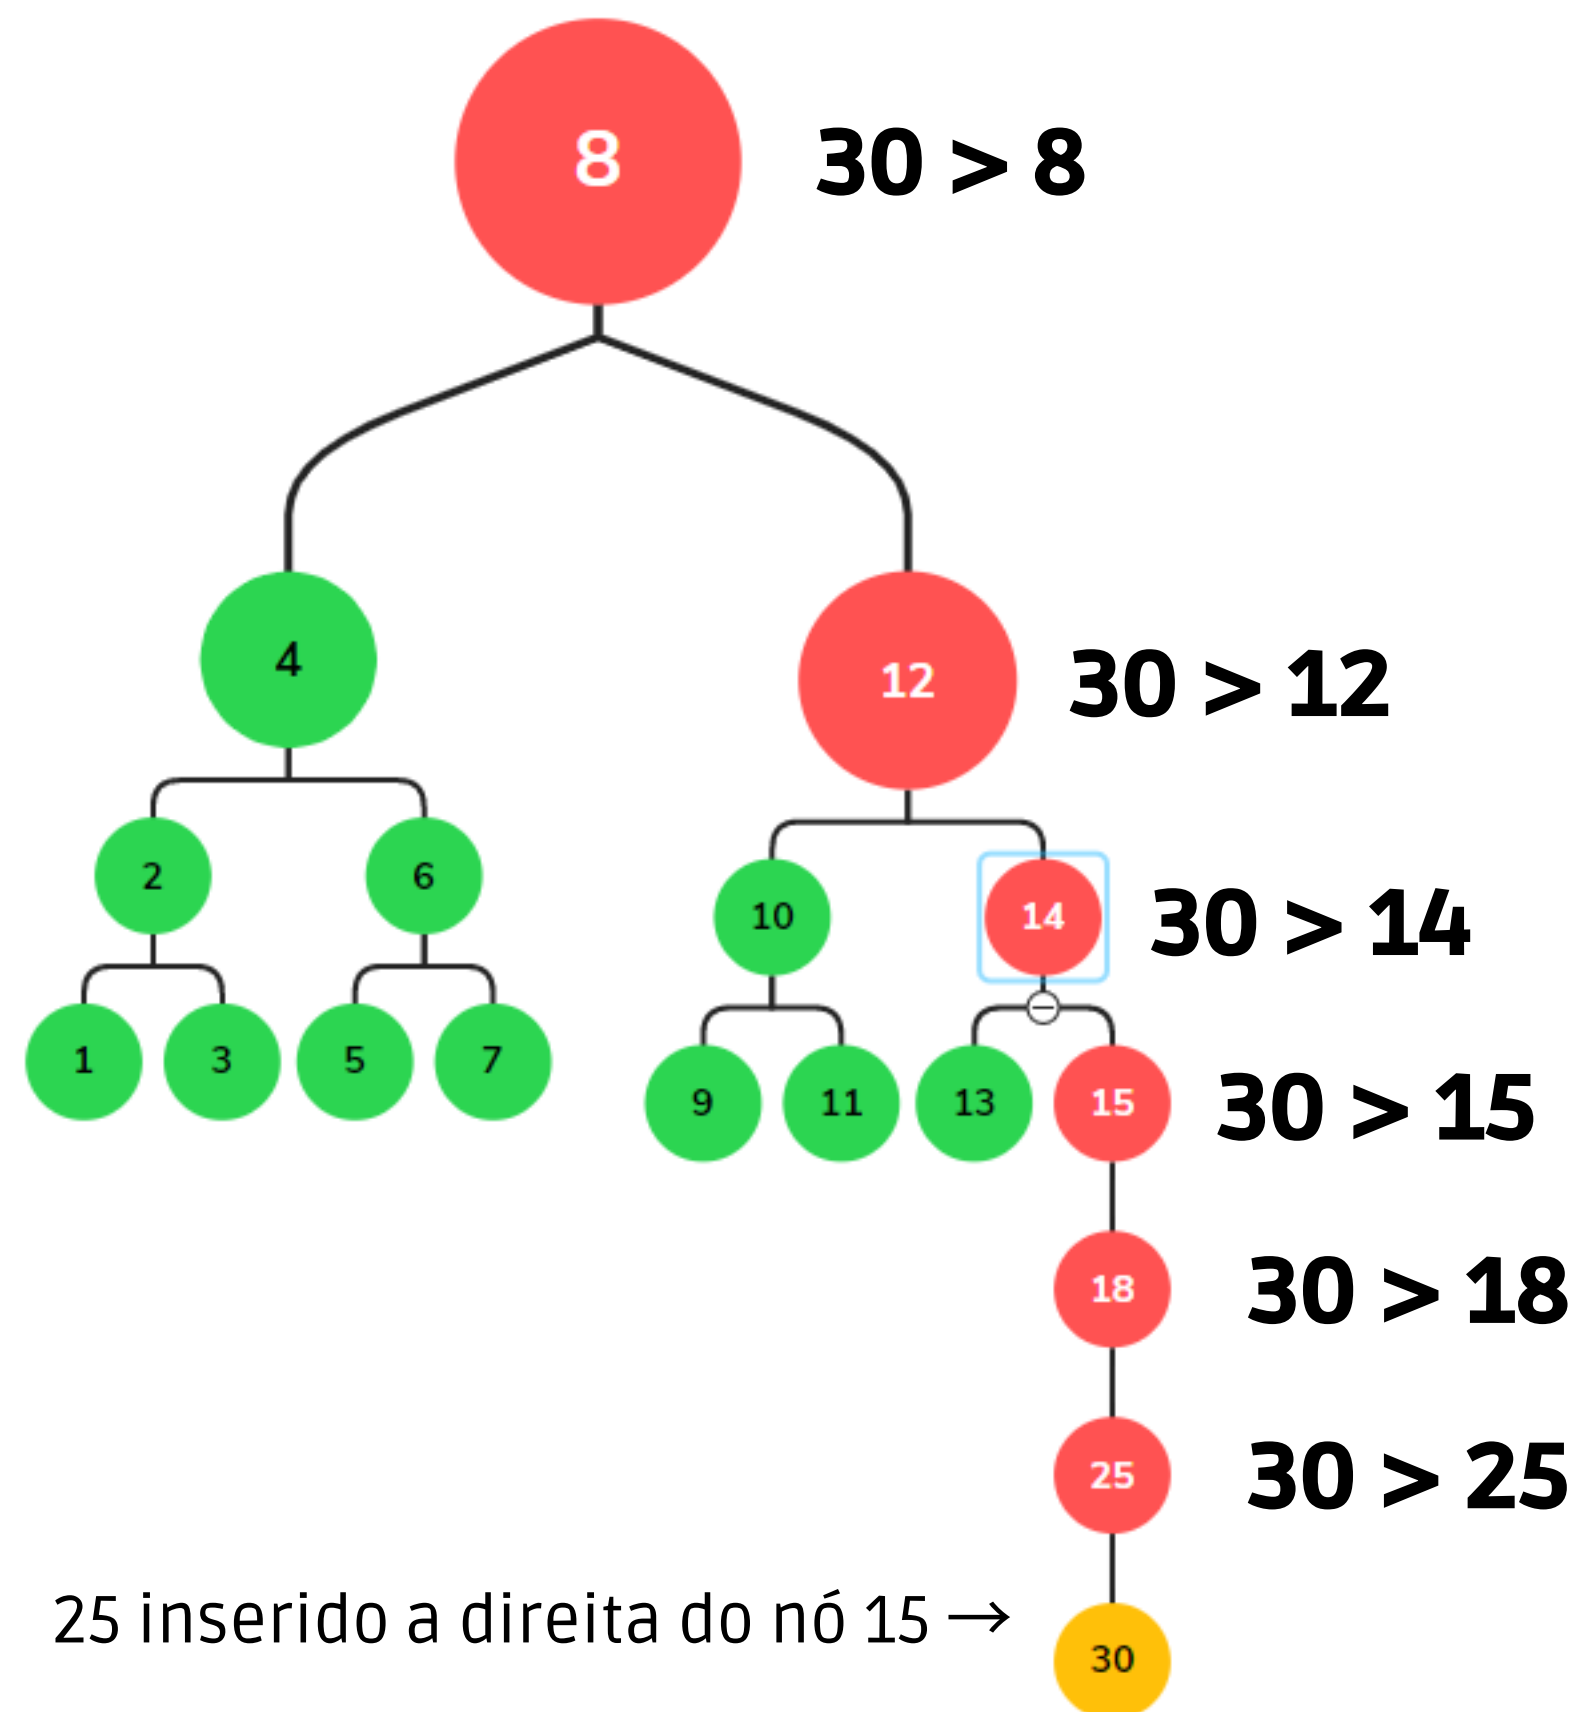 8 30 > 8
4 12 30 > 12
2 6 10 14 30 > 14
1 3 5 7 9 11 13 15 30 > 15
18 30 > 18
25 30 > 25
25 inserido a direita do nó 15 →
30